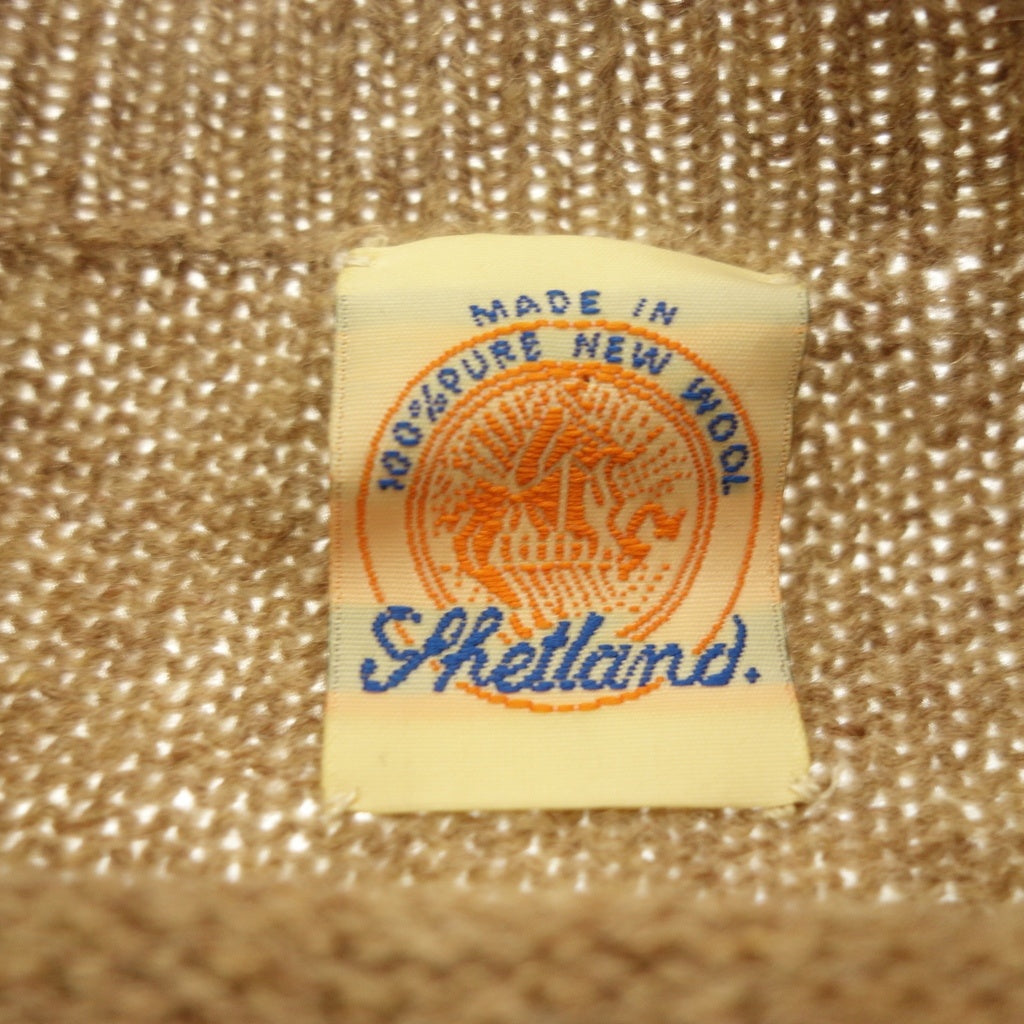 MADE IN
100% PURE NEW WOOL
Shetland.